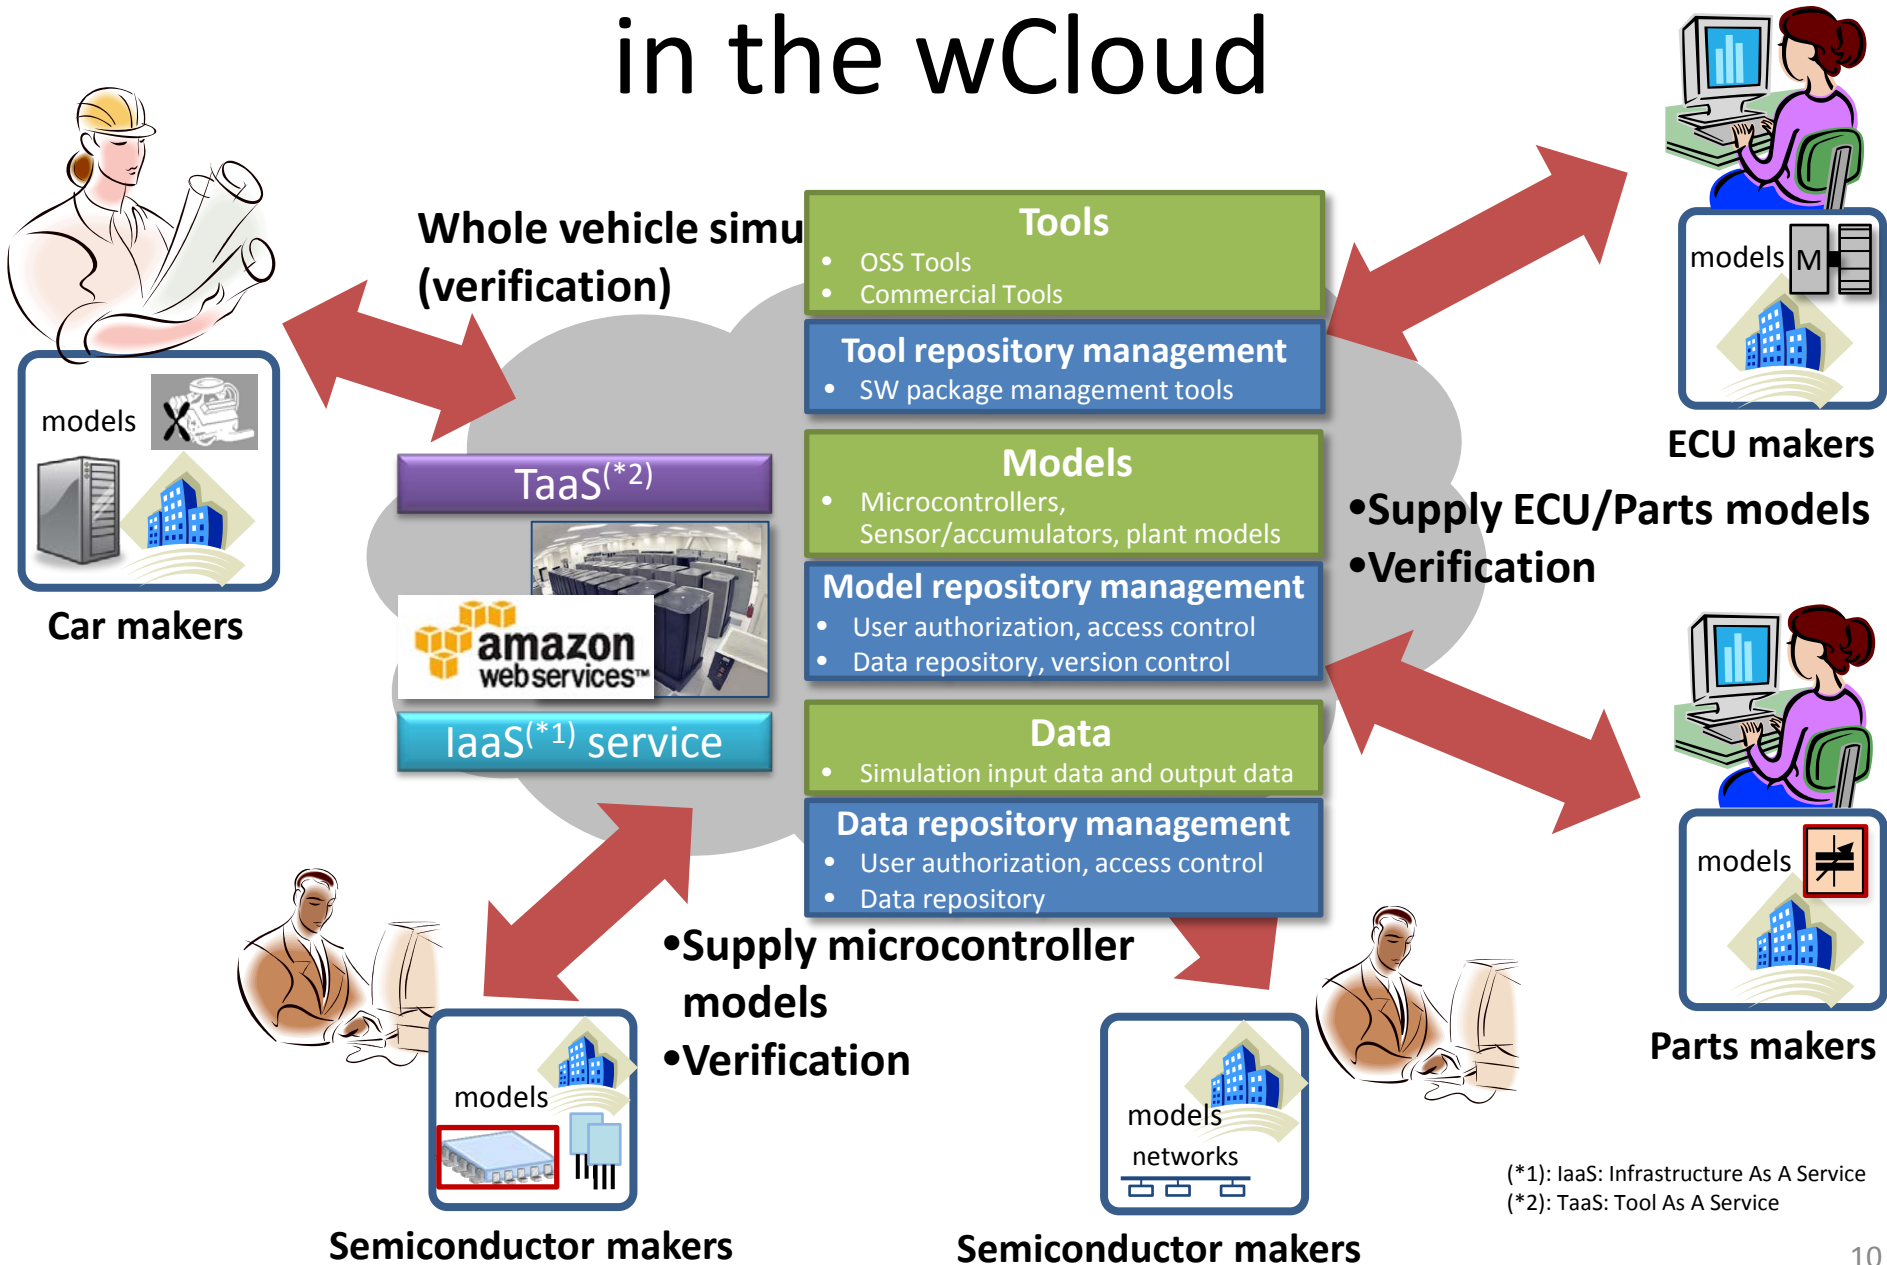 in the wCloud
Whole vehicle simu
(verification)
Tools
• OSS Tools
• Commercial Tools
Tool repository management
• SW package management tools
Models
• Microcontrollers,
Sensor/accumulators, plant models
Model repository management
• User authorization, access control
• Data repository, version control
Data
• Simulation input data and output data
Data repository management
• User authorization, access control
• Data repository
TaaS(*2)
amazon
web services™
IaaS(*1) service
models
Car makers
models M
ECU makers
•Supply ECU/Parts models
•Verification
models
Parts makers
•Supply microcontroller
models
•Verification
models
Semiconductor makers
models
networks
Semiconductor makers
(*1): IaaS: Infrastructure As A Service
(*2): TaaS: Tool As A Service
10